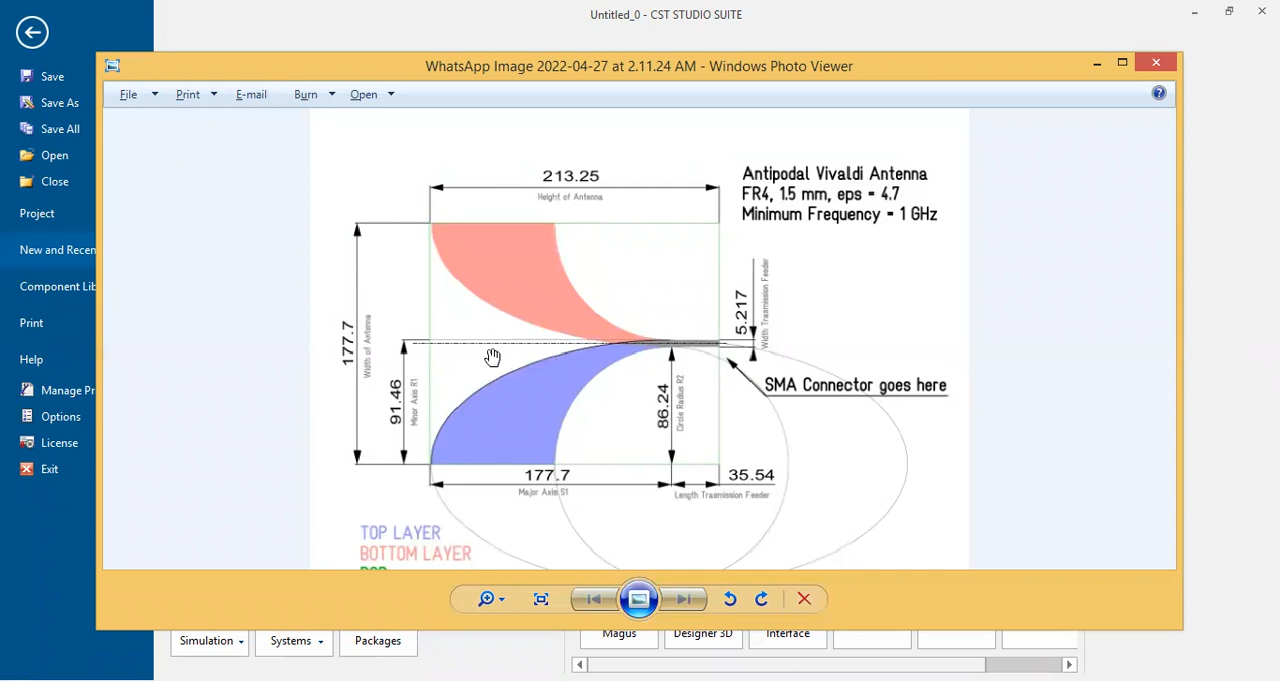 Untitled_0 - CST STUDIO SUITE
WhatsApp Image 2022-04-27 at 2.11.24 AM - Windows Photo Viewer
File Print E-mail Burn Open
Save
Save As
Save All
Open
Close
Project
New and Recen
Component Lib
Print
Help
Manage Pr
Options
License
Exit
213.25
Height of Antenna
Antipodal Vivaldi Antenna
FR4, 1.5 mm, eps = 4.7
Minimum Frequency = 1 GHz
177.7
Width of Antenna
91.46
Minor Axis R1
5.217
Width Trasmission Feeder
86.24
Circle Radius R2
SMA Connector goes here
177.7
Major Axis S1
35.54
Length Trasmission Feeder
TOP LAYER
BOTTOM LAYER
Simulation
Systems
Packages
Magus
Designer 3D
Interface